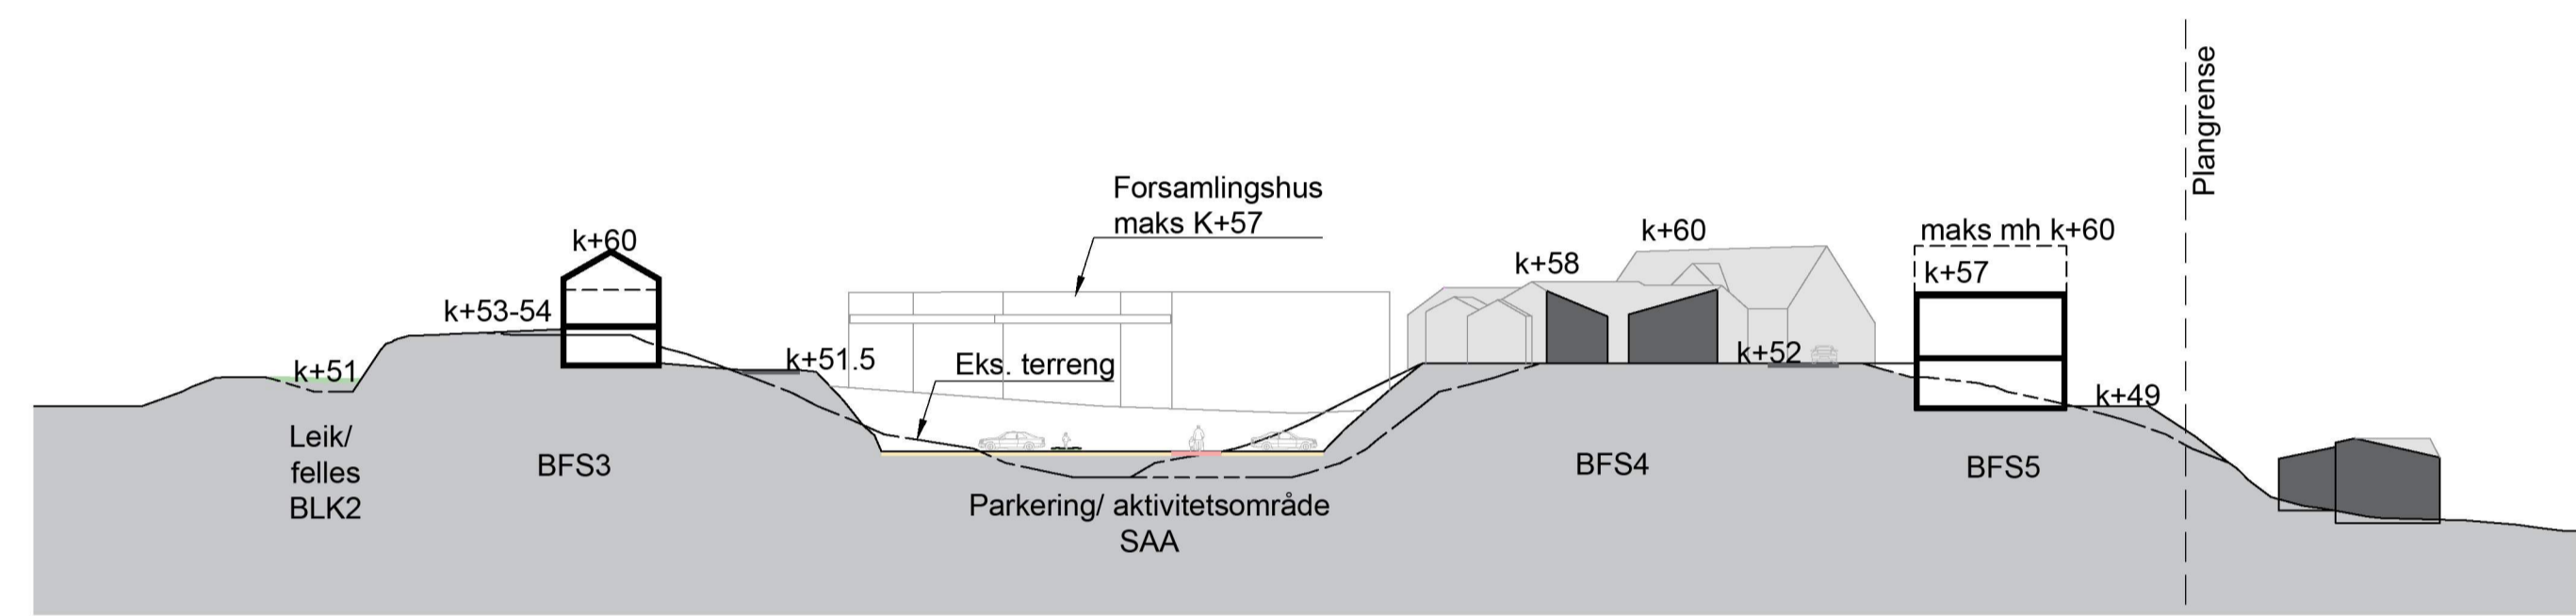 k+60
k+53-54
k+51
Leik/
felles
BLK2
BFS3
k+51.5
Forsamlingshus
maks K+57
Eks. terreng
Parkering/ aktivitetsområde
SAA
k+58
k+60
k+52
BFS4
maks mh k+60
k+57
k+49
BFS5
Plangrense